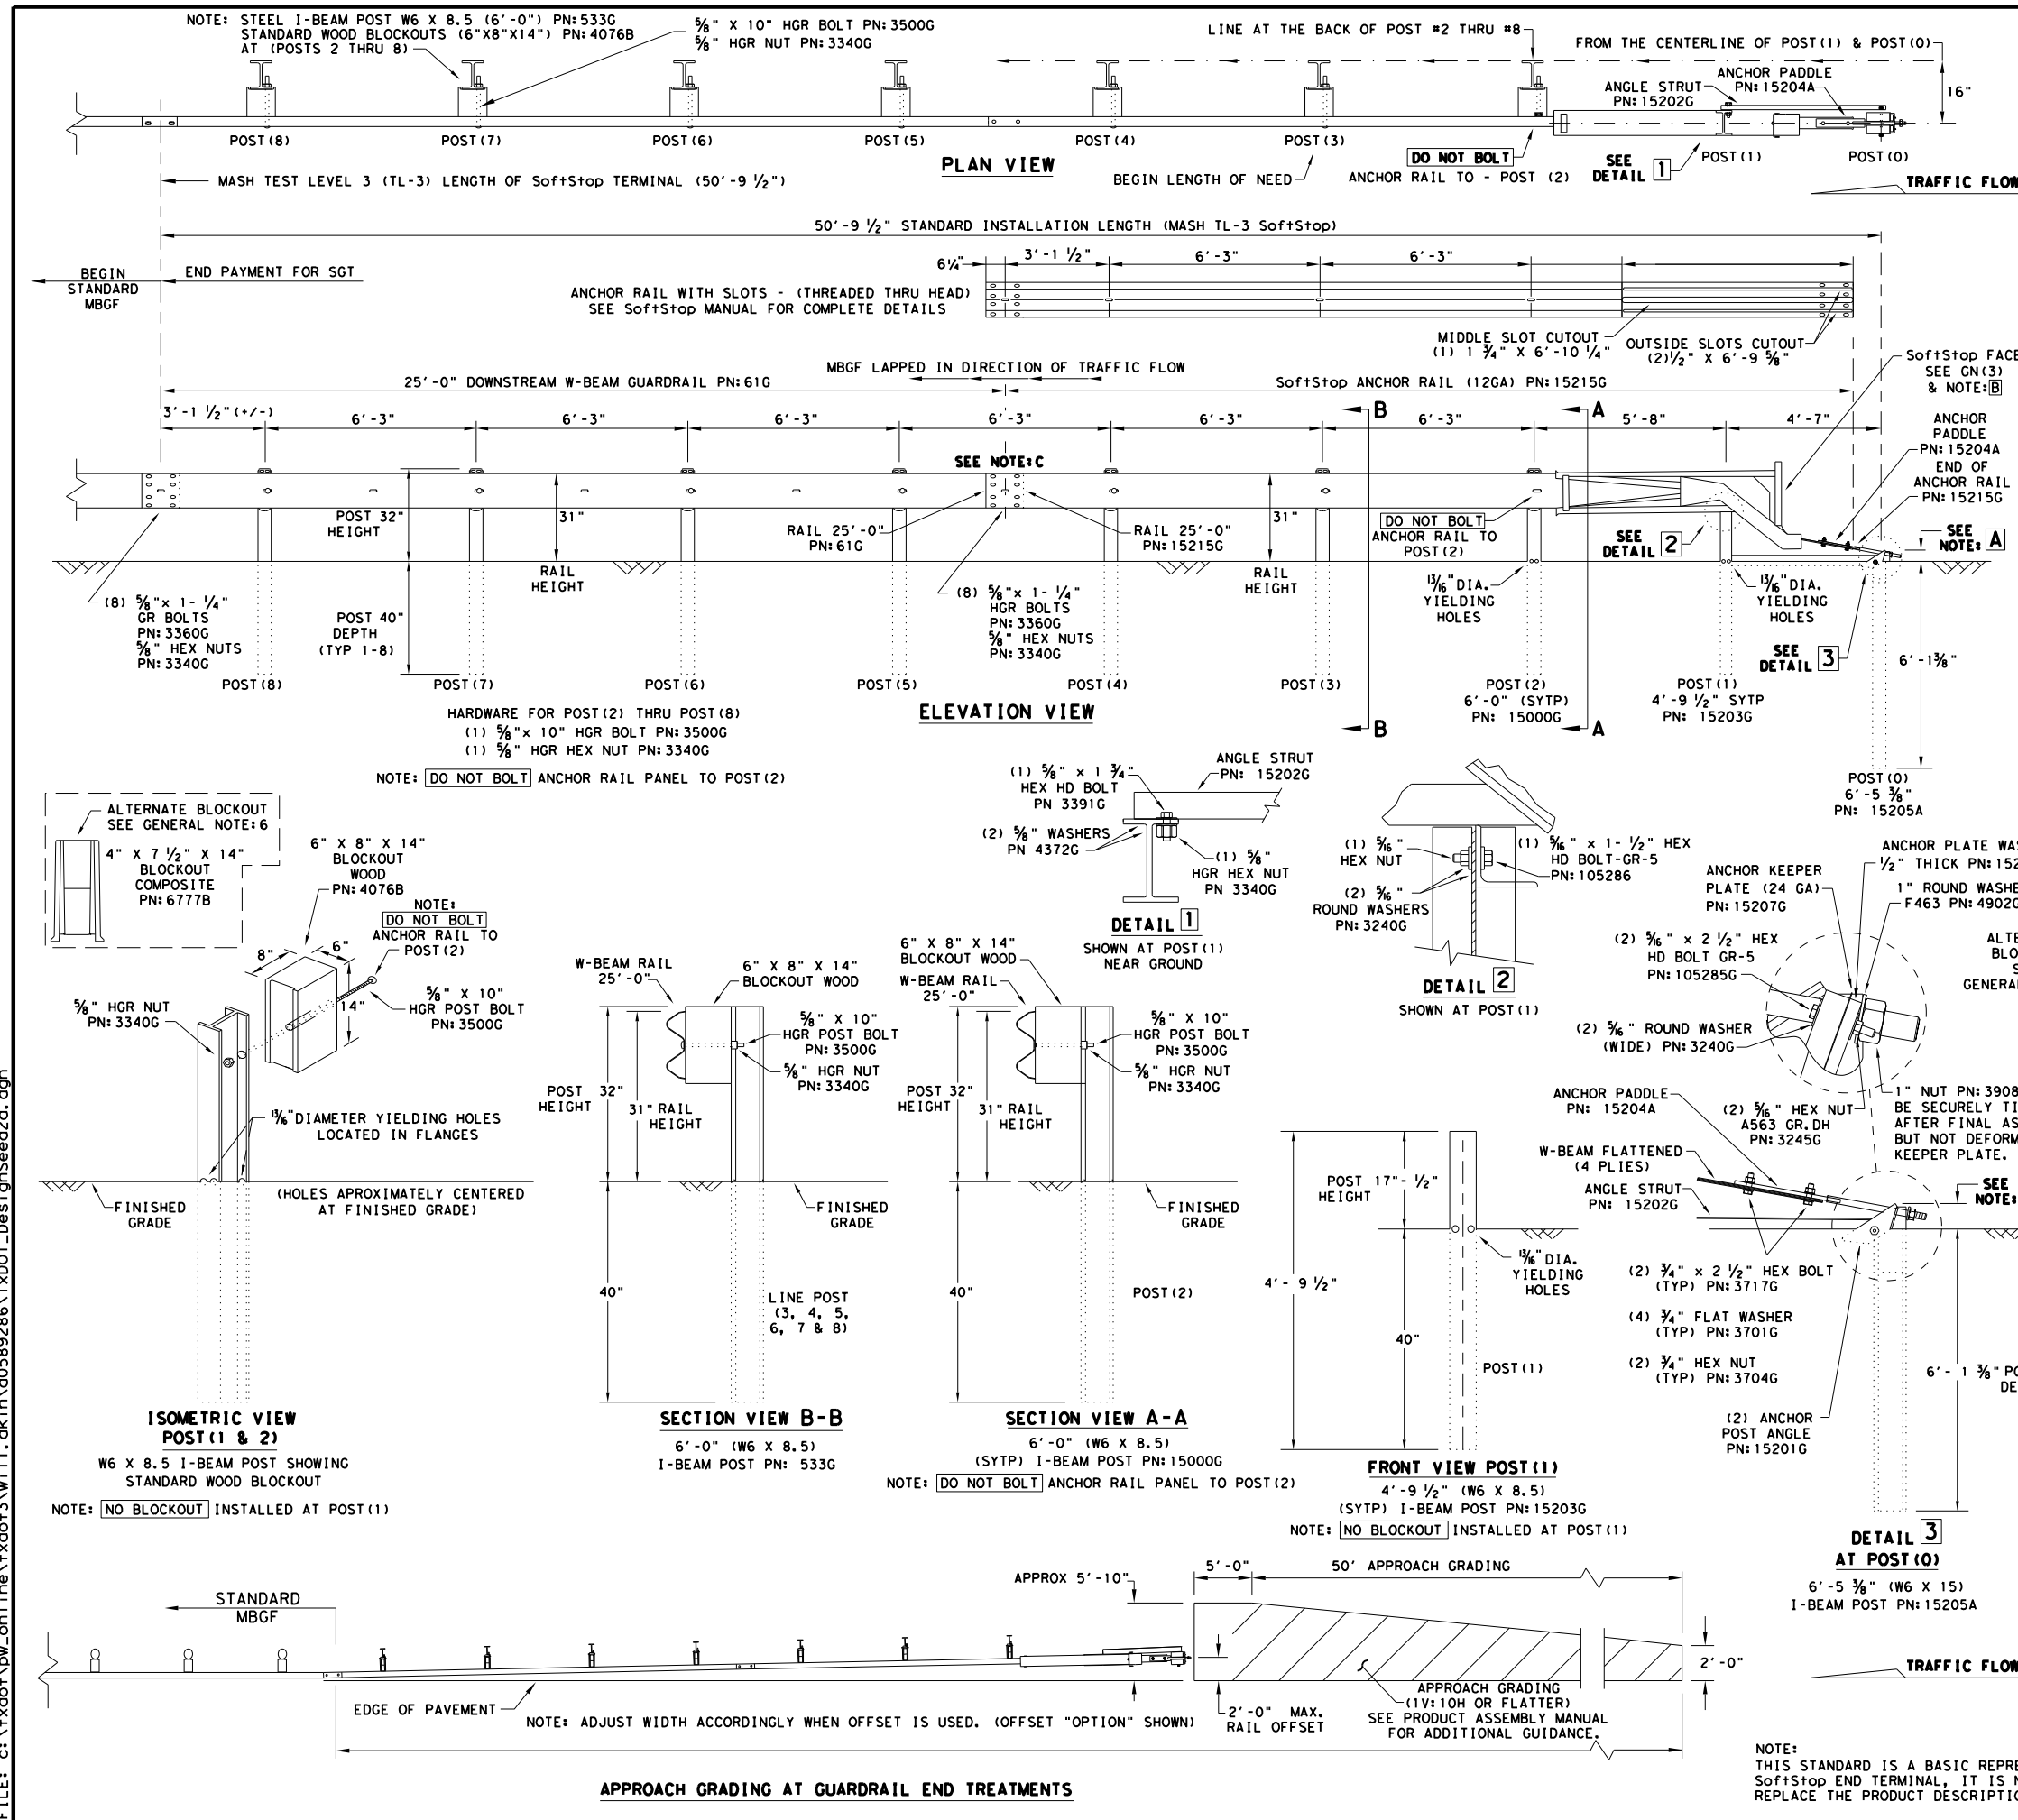 NOTE: STEEL I-BEAM POST W6 X 8.5 (6'-0") PN:533G
STANDARD WOOD BLOCKOUTS (6"X8"X14") PN:4076B
AT (POSTS 2 THRU 8)
5/8" X 10" HGR BOLT PN:3500G
5/8" HGR NUT PN:3340G
LINE AT THE BACK OF POST #2 THRU #8
FROM THE CENTERLINE OF POST(1) & POST(0)
ANGLE STRUT
PN:15202G
ANCHOR PADDLE
PN:15204A
16"
POST(8)
POST(7)
POST(6)
POST(5)
POST(4)
POST(3)
PLAN VIEW
DO NOT BOLT
ANCHOR RAIL TO - POST (2)
SEE
DETAIL 1
POST(1)
POST(0)
MASH TEST LEVEL 3 (TL-3) LENGTH OF SoftStop TERMINAL (50'-9 1/2")
BEGIN LENGTH OF NEED
TRAFFIC FLOW
50'-9 1/2" STANDARD INSTALLATION LENGTH (MASH TL-3 SoftStop)
BEGIN
STANDARD
MBGF
END PAYMENT FOR SGT
6 1/4"
3'-1 1/2"
6'-3"
6'-3"
ANCHOR RAIL WITH SLOTS - (THREADED THRU HEAD)
SEE SoftStop MANUAL FOR COMPLETE DETAILS
MIDDLE SLOT CUTOUT
(1) 1 3/4" X 6'-10 1/4"
OUTSIDE SLOTS CUTOUT
(2)1/2" X 6'-9 5/8"
MBGF LAPPED IN DIRECTION OF TRAFFIC FLOW
25'-0" DOWNSTREAM W-BEAM GUARDRAIL PN:61G
SoftStop ANCHOR RAIL (12GA) PN:15215G
SoftStop FACE
SEE GN(3)
& NOTE:B
3'-1 1/2"(+/-)
6'-3"
6'-3"
6'-3"
6'-3"
6'-3"
6'-3"
5'-8"
4'-7"
B
A
ANCHOR
PADDLE
PN:15204A
END OF
ANCHOR RAIL
PN:15215G
SEE NOTE:C
POST 32"
HEIGHT
31"
RAIL
HEIGHT
RAIL 25'-0"
PN:61G
RAIL 25'-0"
PN:15215G
31"
RAIL
HEIGHT
DO NOT BOLT
ANCHOR RAIL TO
POST(2)
SEE
DETAIL 2
SEE
NOTE: A
(8) 5/8"x 1-1/4"
GR BOLTS
PN:3360G
5/8" HEX NUTS
PN:3340G
POST 40"
DEPTH
(TYP 1-8)
(8) 5/8"x 1-1/4"
HGR BOLTS
PN:3360G
5/8" HEX NUTS
PN:3340G
13/16" DIA.
YIELDING
HOLES
13/16" DIA.
YIELDING
HOLES
SEE
DETAIL 3
6'-1 3/8"
POST(8)
POST(7)
POST(6)
POST(5)
POST(4)
POST(3)
POST(2)
6'-0" (SYTP)
PN: 15000G
POST(1)
4'-9 1/2" SYTP
PN: 15203G
ELEVATION VIEW
B
A
HARDWARE FOR POST(2) THRU POST(8)
(1) 5/8"x 10" HGR BOLT PN:3500G
(1) 5/8" HGR HEX NUT PN:3340G
NOTE: DO NOT BOLT ANCHOR RAIL PANEL TO POST(2)
POST(0)
6'-5 3/8"
PN: 15205A
ALTERNATE BLOCKOUT
SEE GENERAL NOTE:6
4" X 7 1/2" X 14"
BLOCKOUT
COMPOSITE
PN:6777B
6" X 8" X 14"
BLOCKOUT
WOOD
PN:4076B
NOTE:
DO NOT BOLT
ANCHOR RAIL TO
POST(2)
8"
6"
14"
5/8" HGR NUT
PN:3340G
5/8" X 10"
HGR POST BOLT
PN:3500G
13/16"DIAMETER YIELDING HOLES
LOCATED IN FLANGES
FINISHED
GRADE
(HOLES APROXIMATELY CENTERED
AT FINISHED GRADE)
ISOMETRIC VIEW
POST(1 & 2)
W6 X 8.5 I-BEAM POST SHOWING
STANDARD WOOD BLOCKOUT
NOTE: NO BLOCKOUT INSTALLED AT POST(1)
(1) 5/8" x 1 3/4"
HEX HD BOLT
PN 3391G
ANGLE STRUT
PN: 15202G
(2) 5/8" WASHERS
PN 4372G
(1) 5/8"
HGR HEX NUT
PN 3340G
DETAIL 1
SHOWN AT POST(1)
NEAR GROUND
(1) 5/16"
HEX NUT
(1) 5/16" x 1-1/2" HEX
HD BOLT-GR-5
PN:105286
(2) 5/16"
ROUND WASHERS
PN:3240G
DETAIL 2
SHOWN AT POST(1)
ANCHOR PLATE
1/2" THICK
ANCHOR KEEPER
PLATE (24 GA)
PN:15207G
1" ROUND
F463 PN:4902G
(2) 5/16" x 2 1/2" HEX
HD BOLT GR-5
PN:105285G
(2) 5/16" ROUND WASHER
(WIDE) PN:3240G
ANCHOR PADDLE
PN: 15204A
(2) 5/16" HEX NUT
A563 GR.DH
PN:3245G
1" NUT
BE SECURELY
AFTER FINAL
BUT NOT
KEEPER PLATE.
W-BEAM RAIL
25'-0"
6" X 8" X 14"
BLOCKOUT WOOD
5/8" X 10"
HGR POST BOLT
PN:3500G
5/8" HGR NUT
PN:3340G
POST 32"
HEIGHT
31" RAIL
HEIGHT
FINISHED
GRADE
40"
LINE POST
(3, 4, 5,
6, 7 & 8)
SECTION VIEW B-B
6'-0" (W6 X 8.5)
I-BEAM POST PN: 533G
6" X 8" X 14"
BLOCKOUT WOOD
W-BEAM RAIL
25'-0"
5/8" X 10"
HGR POST BOLT
PN:3500G
5/8" HGR NUT
PN:3340G
POST 32"
HEIGHT
31" RAIL
HEIGHT
FINISHED
GRADE
40"
POST(2)
SECTION VIEW A-A
6'-0" (W6 X 8.5)
(SYTP) I-BEAM POST PN:15000G
NOTE: DO NOT BOLT ANCHOR RAIL PANEL TO POST(2)
POST 17"-1/2"
HEIGHT
4'-9 1/2"
13/16"DIA.
YIELDING
HOLES
40"
POST(1)
FRONT VIEW POST(1)
4'-9 1/2" (W6 X 8.5)
(SYTP) I-BEAM POST PN:15203G
NOTE: NO BLOCKOUT INSTALLED AT POST(1)
W-BEAM FLATTENED
(4 PLIES)
ANGLE STRUT
PN: 15202G
SEE
NOTE:
(2) 3/4" x 2 1/2" HEX BOLT
(TYP) PN:3717G
(4) 3/4" FLAT WASHER
(TYP) PN:3701G
(2) 3/4" HEX NUT
(TYP) PN:3704G
6'- 1 3/8"
(2) ANCHOR
POST ANGLE
PN:15201G
DETAIL 3
AT POST(0)
6'-5 3/8" (W6 X 15)
I-BEAM POST PN:15205A
STANDARD
MBGF
APPROX 5'-10"
5'-0"
50' APPROACH GRADING
2'-0"
TRAFFIC FLOW
EDGE OF PAVEMENT
NOTE: ADJUST WIDTH ACCORDINGLY WHEN OFFSET IS USED. (OFFSET "OPTION" SHOWN)
2'-0" MAX.
RAIL OFFSET
APPROACH GRADING
(1V:10H OR FLATTER)
SEE PRODUCT ASSEMBLY MANUAL
FOR ADDITIONAL GUIDANCE.
APPROACH GRADING AT GUARDRAIL END TREATMENTS
NOTE:
THIS STANDARD IS A BASIC
SoftStop END TERMINAL, IT IS
REPLACE THE PRODUCT